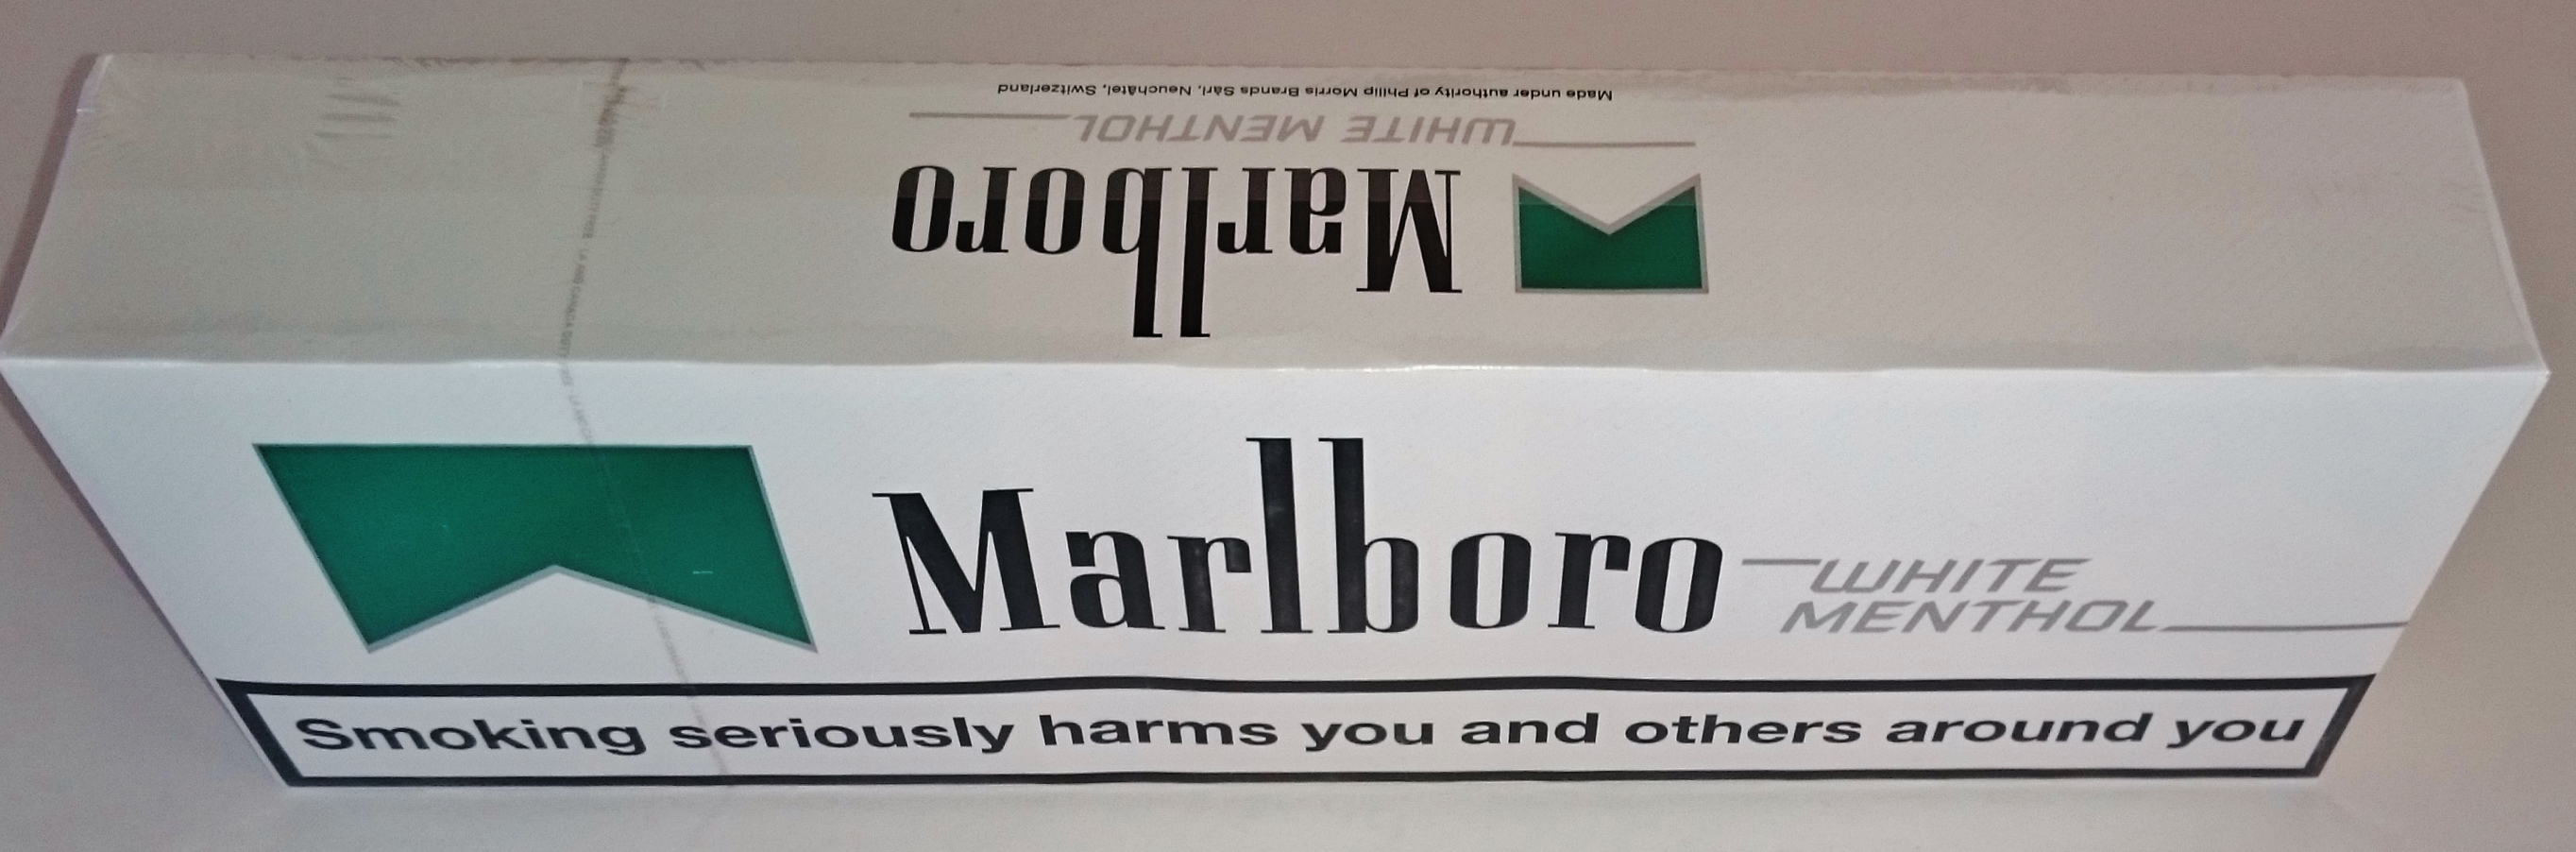 Made under authority of Philip Morris Brands Sàrl, Neuchâtel, Switzerland
WHITE MENTHOL
Marlboro
Marlboro
WHITE
MENTHOL
Smoking seriously harms you and others around you